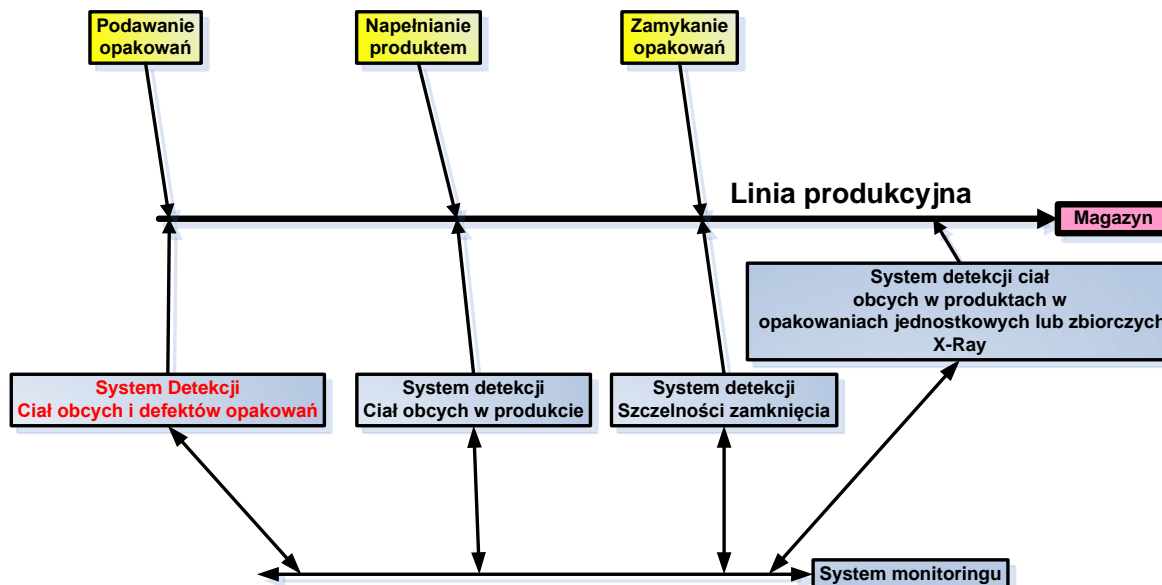 Podawanie
opakowań
Napełnianie
produktem
Zamykanie
opakowań
Linia produkcyjna
Magazyn
System detekcji ciał
obcych w produktach w
opakowaniach jednostkowych lub zbiorczych
X-Ray
System Detekcji
Ciał obcych i defektów opakowań
System detekcji
Ciał obcych w produkcie
System detekcji
Szczelności zamknięcia
System monitoringu